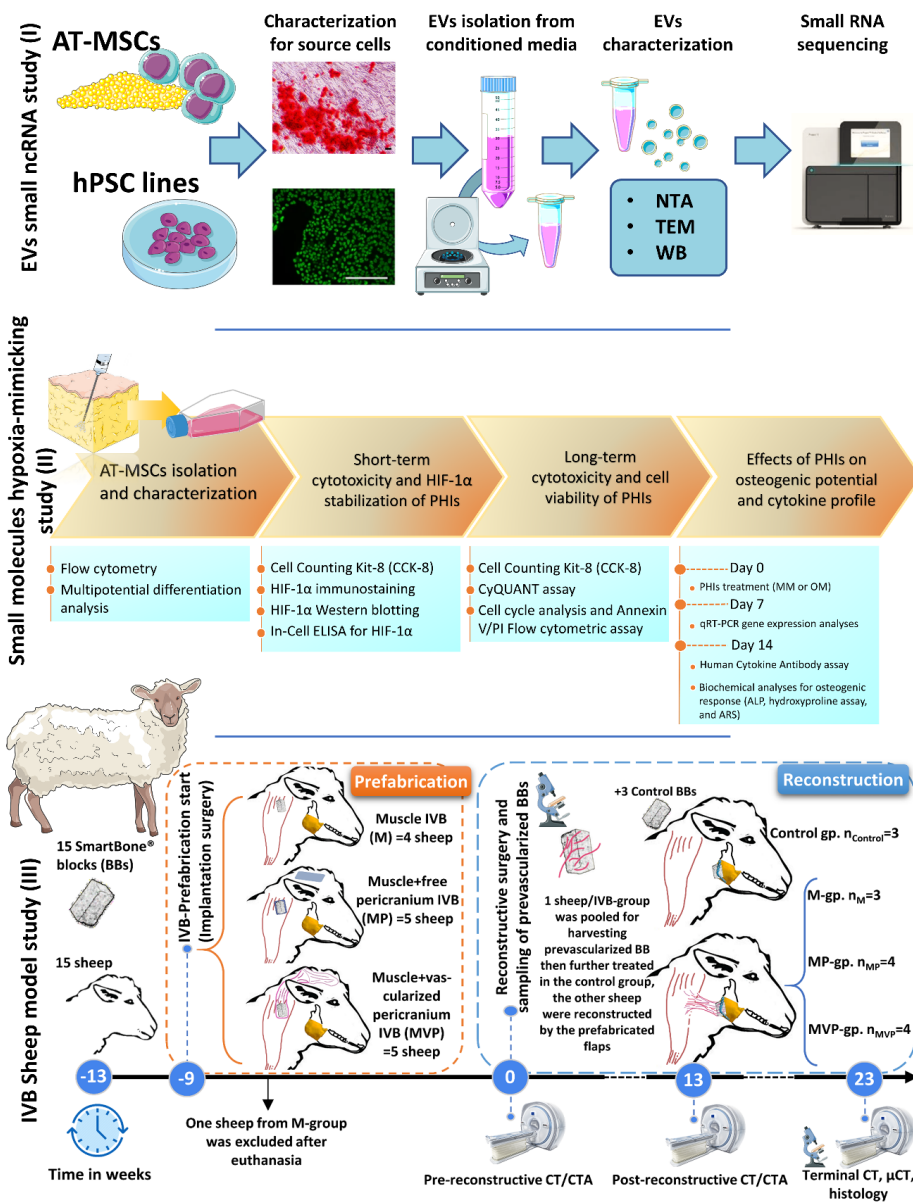 EVs small ncRNA study (I)
AT-MSCs
hPSC lines
Characterization
for source cells
EVs isolation from
conditioned media
EVs
characterization
• NTA
• TEM
• WB
Small RNA
sequencing
Small molecules hypoxia-mimicking
study (II)
AT-MSCs isolation
and characterization
Short-term
cytotoxicity and HIF-1α
stabilization of PHIs
Long-term
cytotoxicity and cell
viability of PHIs
Effects of PHIs on
osteogenic potential
and cytokine profile
Flow cytometry
Multipotential differentiation
analysis
Cell Counting Kit-8 (CCK-8)
HIF-1α immunostaining
HIF-1α Western blotting
In-Cell ELISA for HIF-1α
Cell Counting Kit-8 (CCK-8)
CyQUANT assay
Cell cycle analysis and Annexin
V/PI Flow cytometric assay
Day 0
PHIs treatment (MM or OM)
Day 7
qRT-PCR gene expression analyses
Day 14
Human Cytokine Antibody assay
Biochemical analyses for osteogenic
response (ALP, hydroxyproline assay,
and ARS)
IVB Sheep model study (III)
15 SmartBone®
blocks (BBs)
15 sheep
IVB-Prefabrication start
(Implantation surgery)
Prefabrication
Muscle IVB
(M) =4 sheep
Muscle+free
pericranium IVB
(MP) =5 sheep
Muscle+vas-
cularized
pericranium
IVB (MVP)
=5 sheep
Reconstructive surgery and
sampling of prevascularized BBs
Reconstruction
+3 Control BBs
1 sheep/IVB-group
was pooled for
harvesting
prevascularized BB
then further treated
in the control group,
the other sheep
were reconstructed
by the prefabricated
flaps
Control gp. nControl=3
M-gp. nM=3
MP-gp. nMP=4
MVP-gp. nMVP=4
-13
-9
0
13
23
Time in weeks
One sheep from M-group
was excluded after
euthanasia
Pre-reconstructive CT/CTA
Post-reconstructive CT/CTA
Terminal CT, µCT,
histology